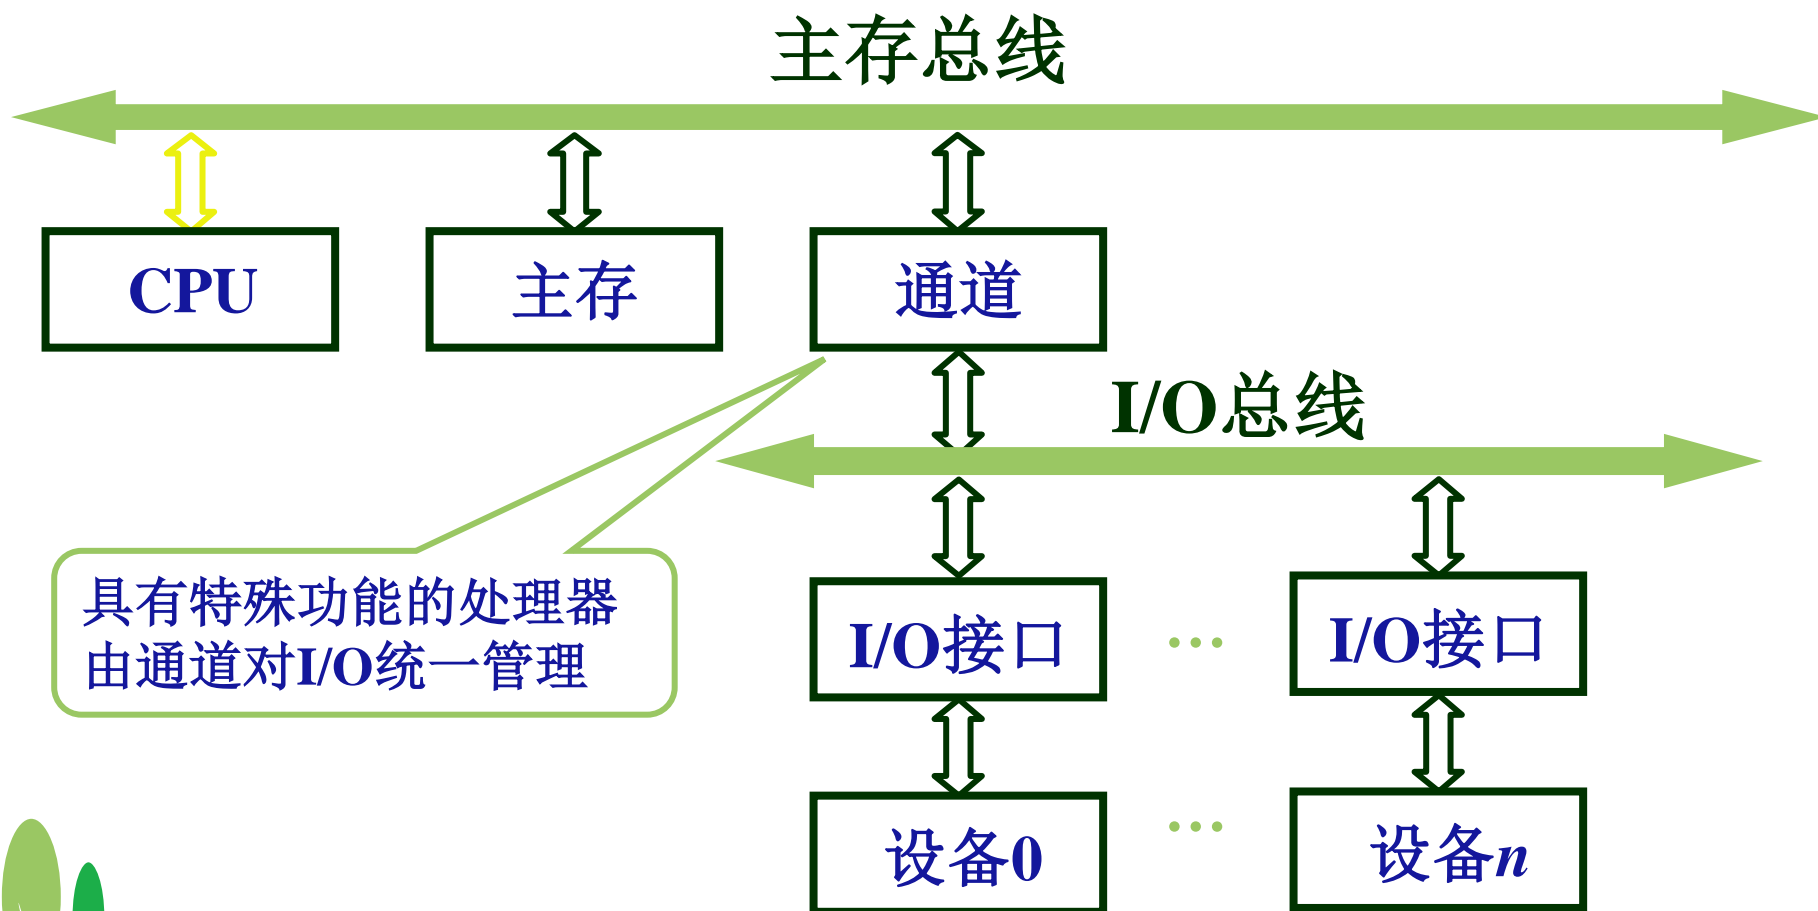 主存总线
CPU
主存
通道
I/O总线
具有特殊功能的处理器
由通道对I/O统一管理
I/O接口
…
I/O接口
设备0
…
设备n